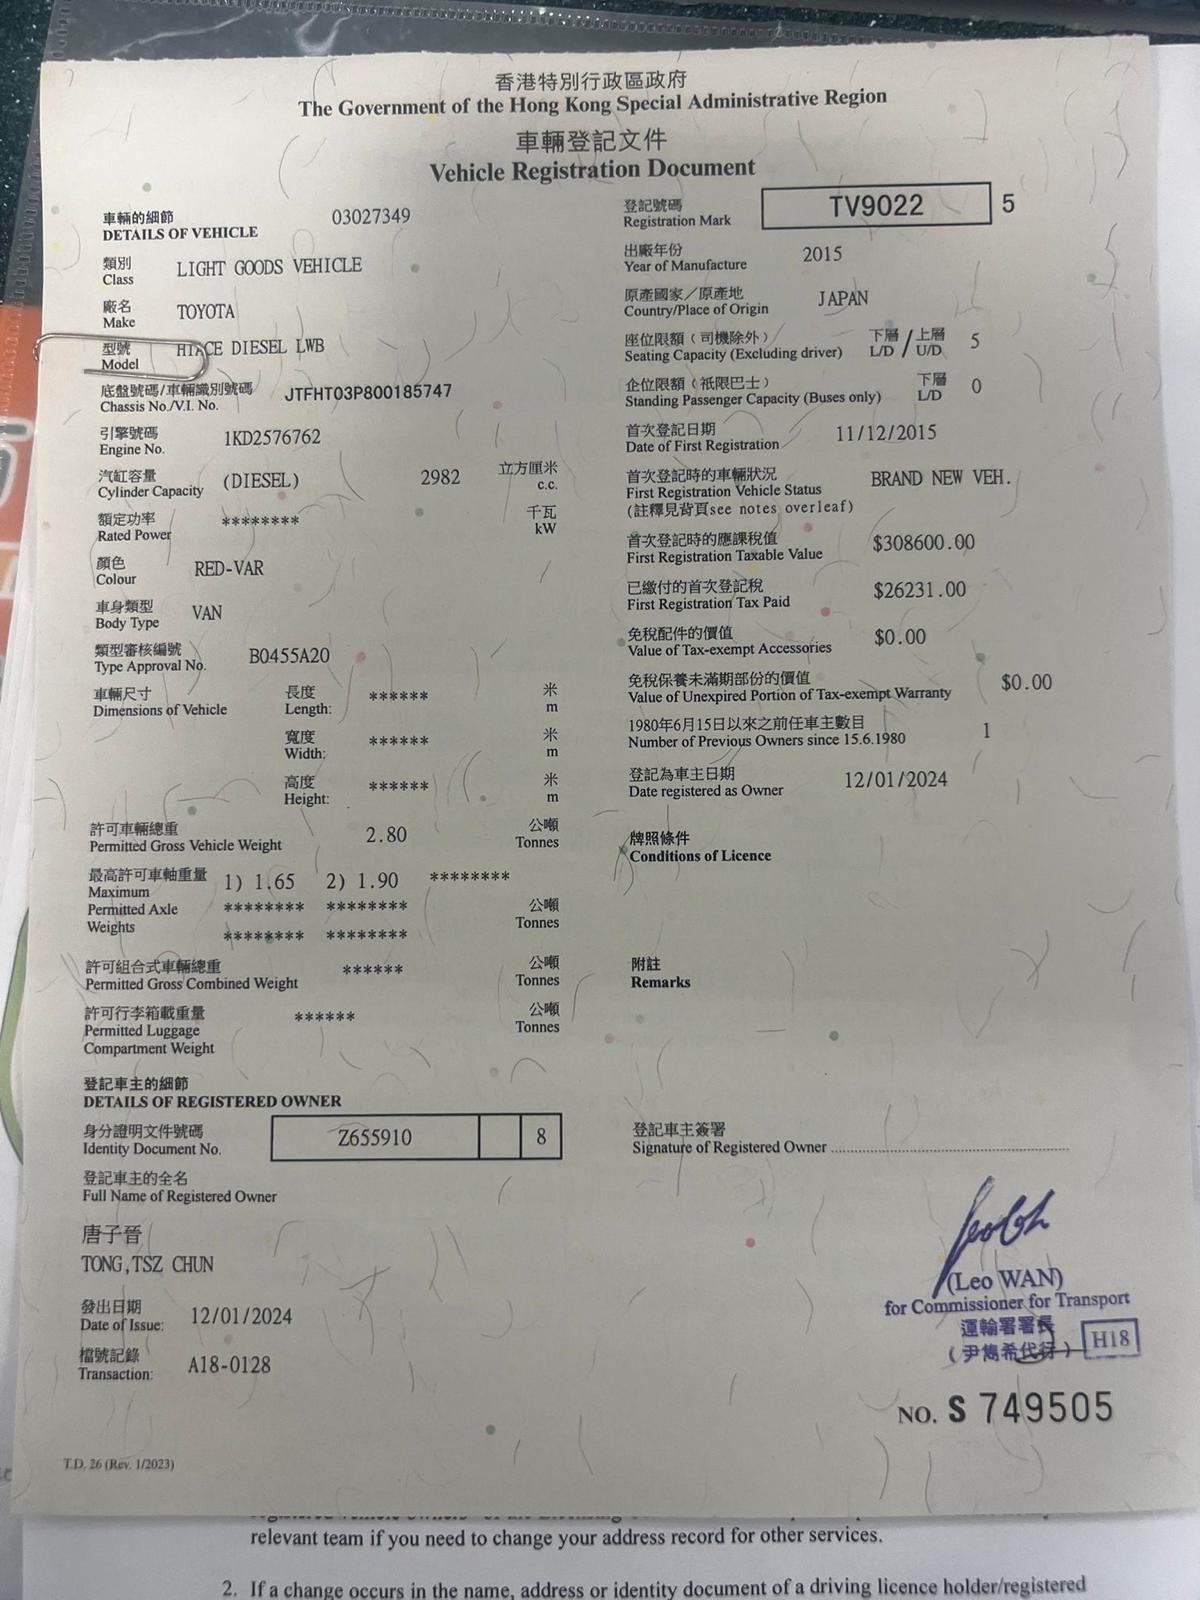 香港特別行政區政府
The Government of the Hong Kong Special Administrative Region
車輛登記文件
Vehicle Registration Document
車輛的細節
DETAILS OF VEHICLE
03027349
類別
Class
LIGHT GOODS VEHICLE
廠名
Make
TOYOTA
型號
Model
HIACE DIESEL LWB
底盤號碼/車輛識別號碼
Chassis No./V.I. No.
JTFHT03P800185747
引擎號碼
Engine No.
1KD2576762
汽缸容量
Cylinder Capacity
(DIESEL) 2982
立方厘米
c.c.
額定功率
Rated Power
********
千瓦
kW
顏色
Colour
RED-VAR
車身類型
Body Type
VAN
類型審核編號
Type Approval No.
B0455A20
車輛尺寸
Dimensions of Vehicle
長度
Length:
******
米
m
寬度
Width:
******
米
m
高度
Height:
******
米
m
許可車輛總重
Permitted Gross Vehicle Weight
2.80
公噸
Tonnes
最高許可車軸重量
Maximum
Permitted Axle
Weights
1) 1.65 2) 1.90 ********
******** ********
******** ********
公噸
Tonnes
許可組合式車輛總重
Permitted Gross Combined Weight
******
公噸
Tonnes
許可行李箱載重量
Permitted Luggage
Compartment Weight
******
公噸
Tonnes
登記車主的細節
DETAILS OF REGISTERED OWNER
身分證明文件號碼
Identity Document No.
Z655910 8
登記車主的全名
Full Name of Registered Owner
唐子晉
TONG,TSZ CHUN
發出日期
Date of Issue:
12/01/2024
檔號記錄
Transaction:
A18-0128
T.D. 26 (Rev. 1/2023)
登記號碼
Registration Mark
TV9022 5
出廠年份
Year of Manufacture
2015
原產國家／原產地
Country/Place of Origin
JAPAN
座位限額（司機除外）
Seating Capacity (Excluding driver)
下層 / 上層
L/D / U/D
5
企位限額（祇限巴士）
Standing Passenger Capacity (Buses only)
下層
L/D
0
首次登記日期
Date of First Registration
11/12/2015
首次登記時的車輛狀況
First Registration Vehicle Status
(註釋見背頁see notes overleaf)
BRAND NEW VEH.
首次登記時的應課稅值
First Registration Taxable Value
$308600.00
已繳付的首次登記稅
First Registration Tax Paid
$26231.00
免稅配件的價值
Value of Tax-exempt Accessories
$0.00
免稅保養未滿期部份的價值
Value of Unexpired Portion of Tax-exempt Warranty
$0.00
1980年6月15日以來之前任車主數目
Number of Previous Owners since 15.6.1980
1
登記為車主日期
Date registered as Owner
12/01/2024
牌照條件
Conditions of Licence
附註
Remarks
登記車主簽署
Signature of Registered Owner
(Leo WAN)
for Commissioner for Transport
運輸署署長
（尹雋希代行）
H18
NO. S 749505
relevant team if you need to change your address record for other services.
2. If a change occurs in the name, address or identity document of a driving licence holder/registered